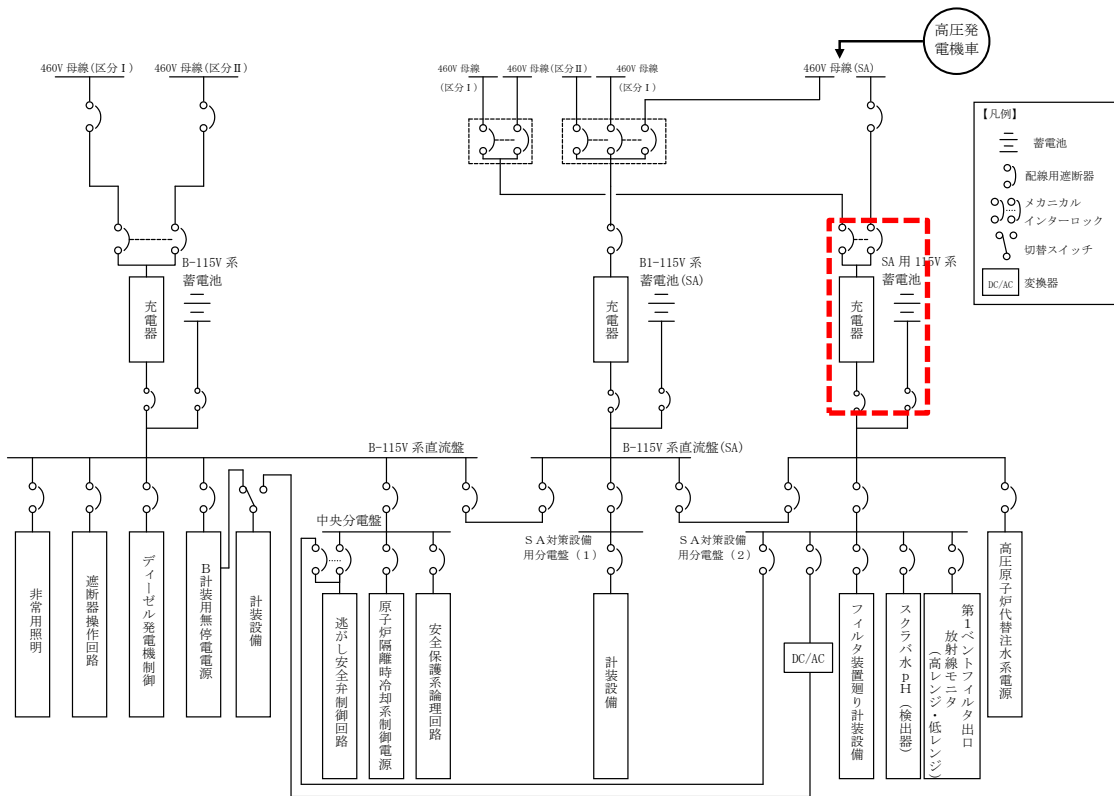 高圧発
電機車
460V 母線(区分Ⅰ)
460V 母線(区分Ⅱ)
460V 母線
(区分Ⅰ)
460V 母線(区分Ⅱ)
460V 母線
(区分Ⅰ)
460V 母線(SA)
【凡例】
蓄電池
配線用遮断器
メカニカル
インターロック
切替スイッチ
DC/AC
変換器
B-115V 系
蓄電池
充電器
B1-115V 系
蓄電池(SA)
充電器
SA 用 115V 系
蓄電池
充電器
B-115V 系直流盤
B-115V 系直流盤(SA)
中央分電盤
ＳＡ対策設備
用分電盤（1）
ＳＡ対策設備
用分電盤（2）
非常用照明
遮断器操作回路
ディーゼル発電機制御
Ｂ計装用無停電電源
計装設備
逃がし安全弁制御回路
原子炉隔離時冷却系制御電源
安全保護系論理回路
計装設備
DC/AC
フィルタ装置廻り計装設備
スクラバ水ｐＨ（検出器）
第１ベントフィルタ出口
放射線モニタ
（高レンジ・低レンジ）
高圧原子炉代替注水系電源